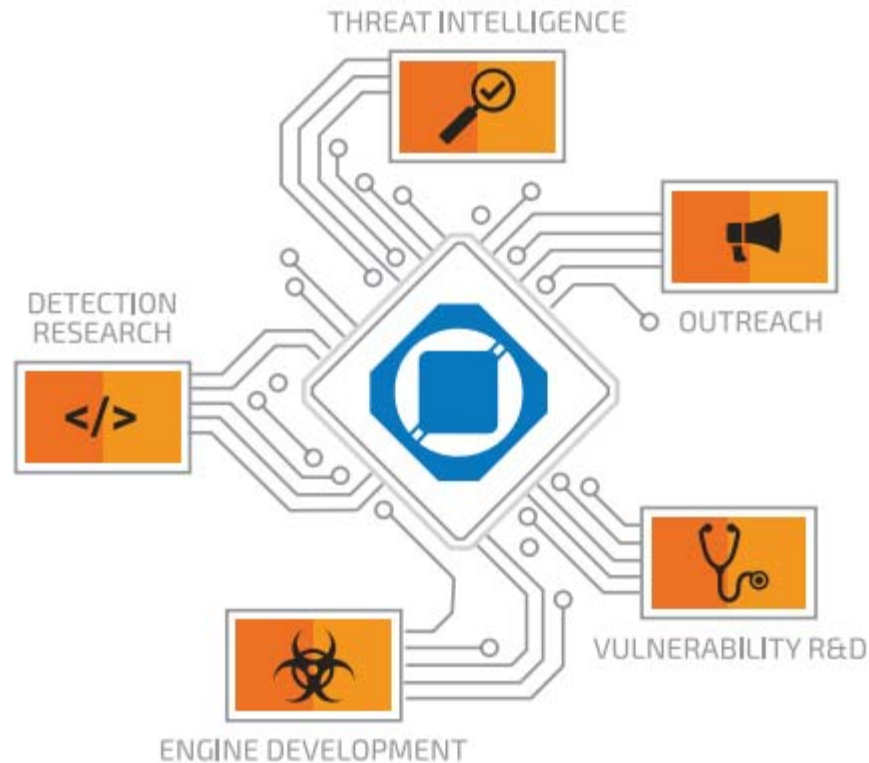 THREAT INTELLIGENCE
OUTREACH
DETECTION
RESEARCH
</>
VULNERABILITY R&D
ENGINE DEVELOPMENT